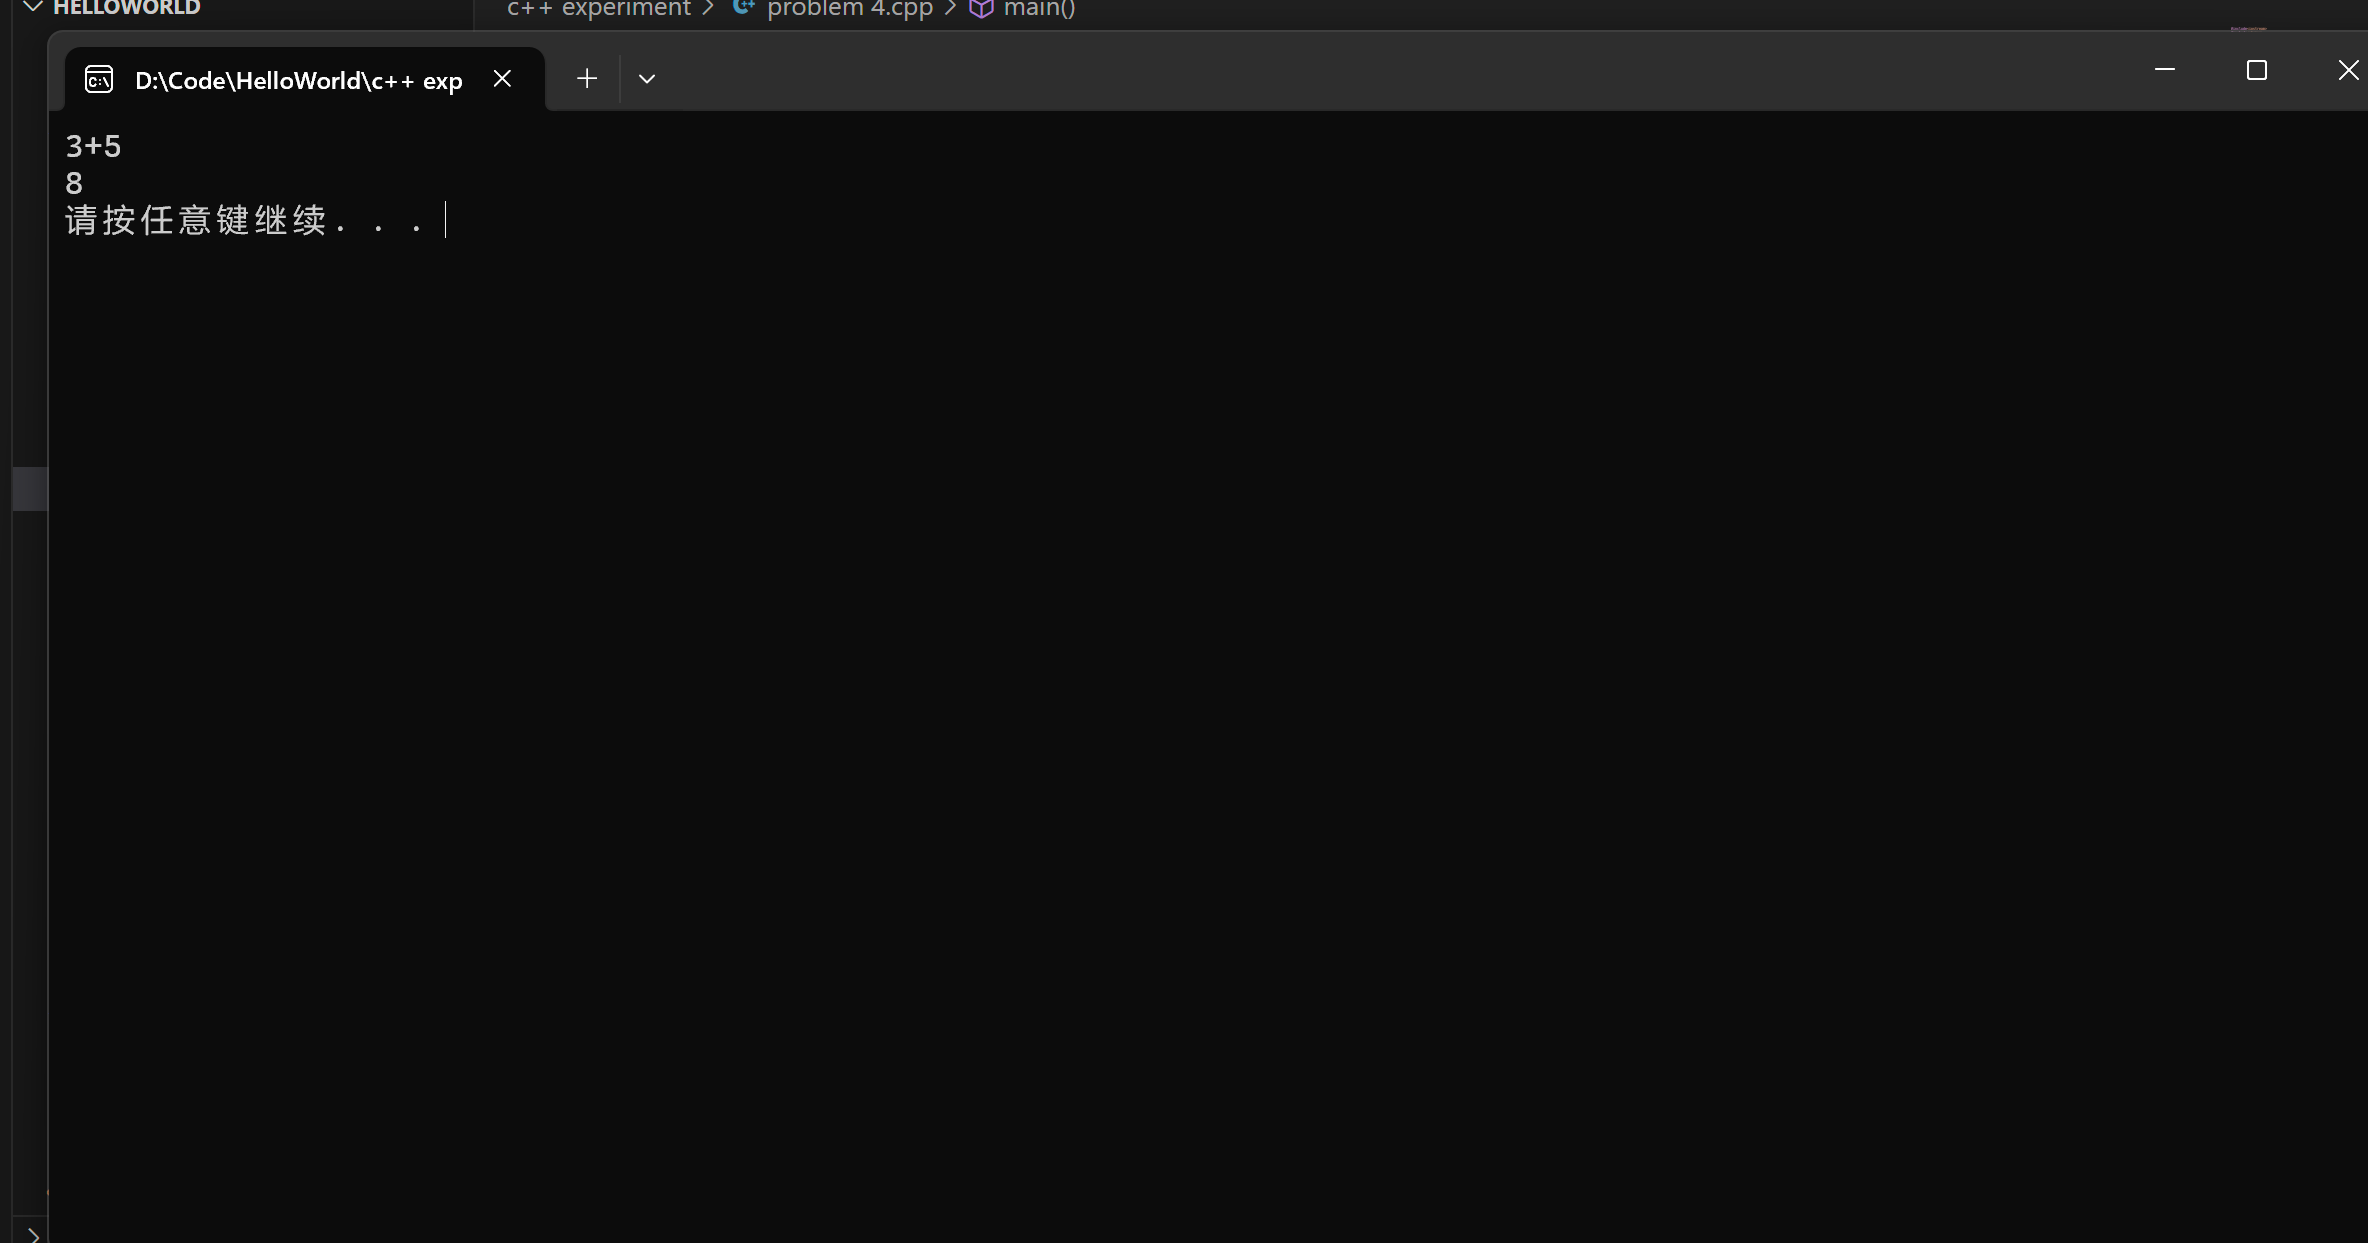 HELLOWORLD
c++ experiment > problem 4.cpp > main()
D:\Code\HelloWorld\c++ exp
3+5
8
请按任意键继续. . .